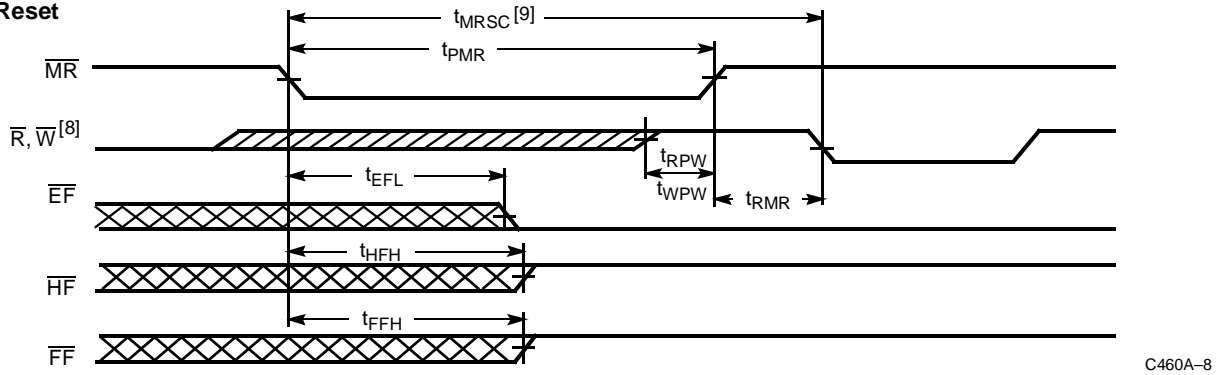 Reset
tMRSC [9]
tPMR
MR
R, W [8]
tRPW
tEFL
tWPW
EF
tRMR
tHFH
HF
tFFH
FF
C460A–8